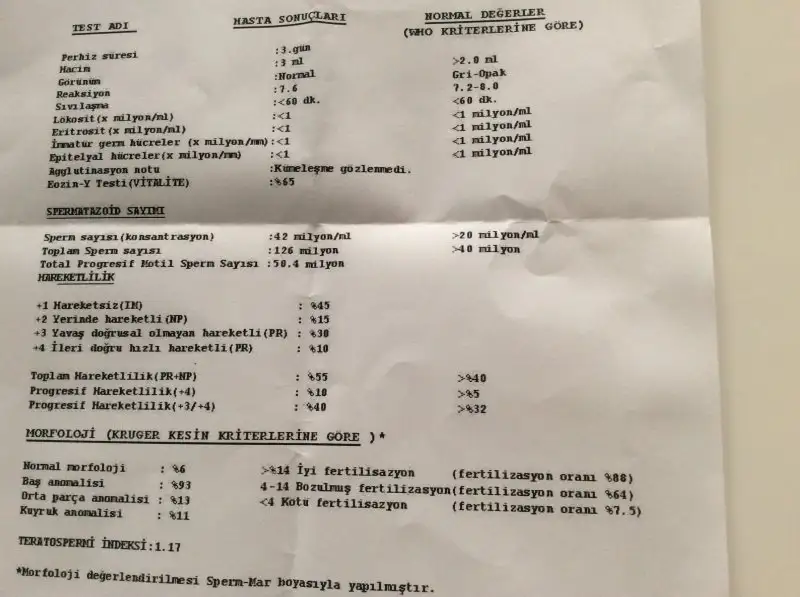 TEST ADI HASTA SONUÇLARI NORMAL DEĞERLER
(WHO KRİTERLERİNE GÖRE)
Perhiz süresi :3.gün
Hacim :3 ml >2.0 ml
Görünüm :Normal Gri-Opak
Reaksiyon :7.6 7.2-8.0
Sıvılaşma :<60 dk. <60 dk.
Lökosit(x milyon/ml) :<1 <1 milyon/ml
Eritrosit(x milyon/ml) :<1 <1 milyon/ml
İmmatür germ hücreler (x milyon/mm) :<1 <1 milyon/ml
Epitelyal hücreler(x milyon/mm) :<1 <1 milyon/ml
Agglutinasyon notu :Kümeleşme gözlenmedi.
Eozin-Y Testi(VİTALİTE) :%65
SPERMATAZOİD SAYIMI
Sperm sayısı(konsantrasyon) :42 milyon/ml >20 milyon/ml
Toplam Sperm sayısı :126 milyon >40 milyon
Total Progresif Motil Sperm Sayısı :50.4 milyon
HAREKETLİLİK
+1 Hareketsiz(IM) : %45
+2 Yerinde hareketli(NP) : %15
+3 Yavaş doğrusal olmayan hareketli(PR) : %30
+4 İleri doğru hızlı hareketli(PR) : %10
Toplam Hareketlilik(PR+NP) : %55 >%40
Progresif Hareketlilik(+4) : %10 >%5
Progresif Hareketlilik(+3/+4) : %40 >%32
MORFOLOJİ (KRUGER KESİN KRİTERLERİNE GÖRE )*
Normal morfoloji : %6 >%14 İyi fertilisazyon (fertilizasyon oranı %88)
Baş anomalisi : %93 4-14 Bozulmuş fertilizasyon(fertilizasyon oranı %64)
Orta parça anomalisi : %13 <4 Kötü fertilisazyon (fertilizasyon oranı %7.5)
Kuyruk anomalisi : %11
TERATOSPERMİ İNDEKSİ:1.17
*Morfoloji değerlendirilmesi Sperm-Mar boyasıyla yapılmıştır.